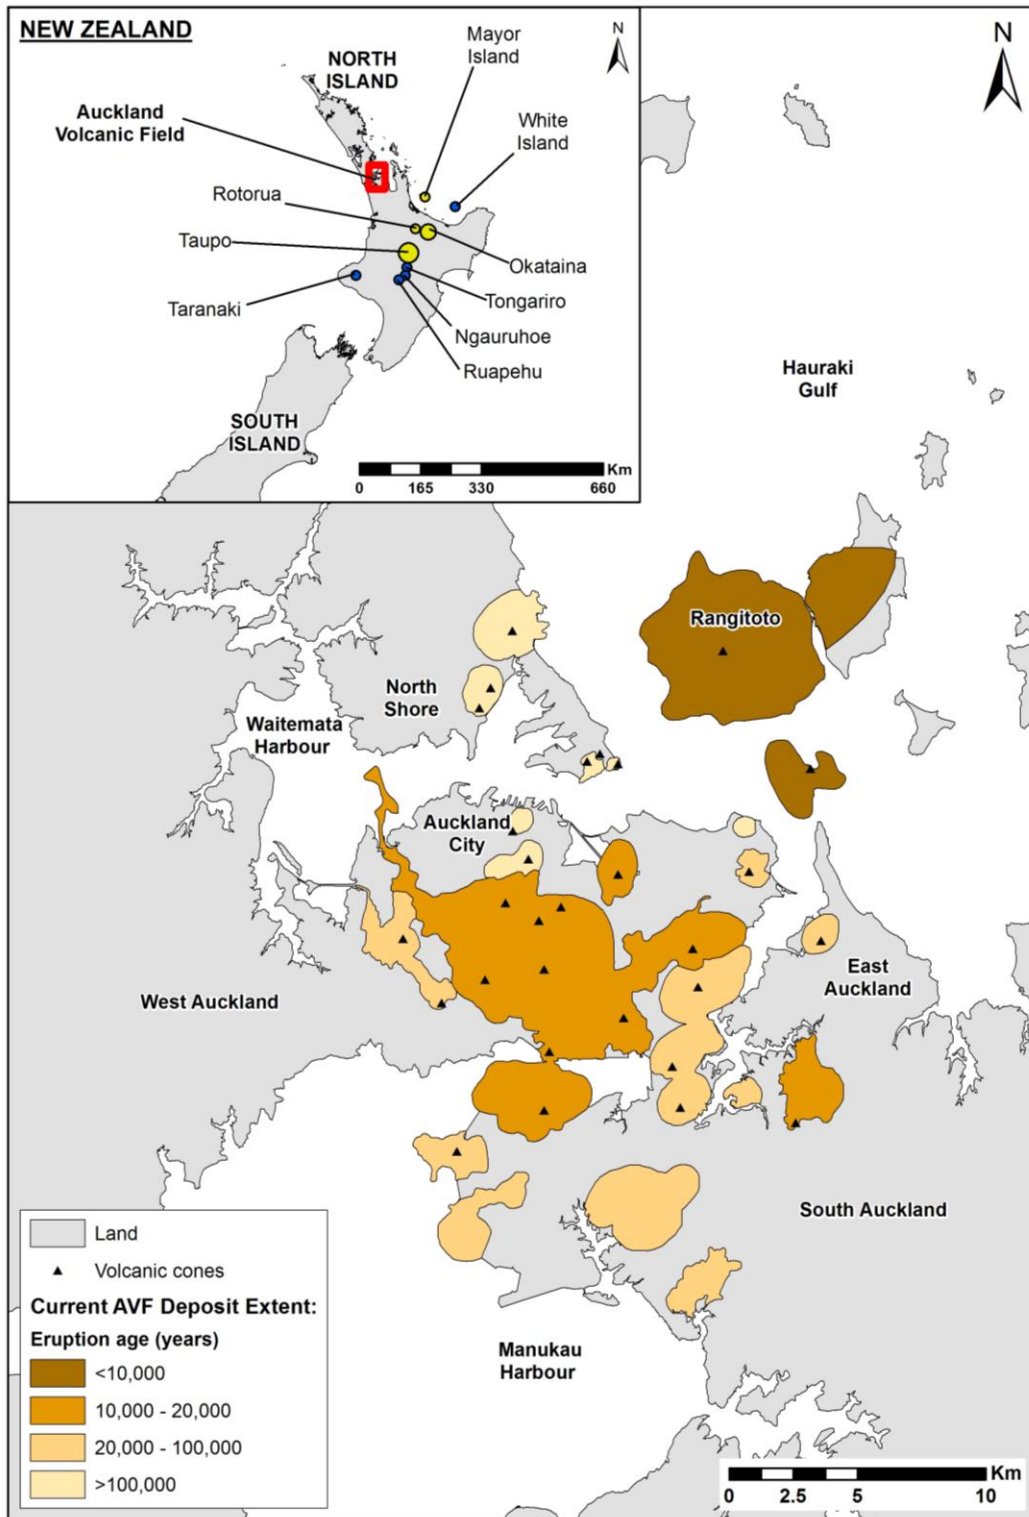 NEW ZEALAND
NORTH
ISLAND
Mayor
Island
N
N
Auckland
Volcanic Field
White
Island
Rotorua
Taupo
Okataina
Taranaki
Tongariro
Ngauruhoe
Ruapehu
SOUTH
ISLAND
Km
0 165 330 660
Hauraki
Gulf
Rangitoto
North
Shore
Waitemata
Harbour
Auckland
City
West Auckland
East
Auckland
South Auckland
Manukau
Harbour
Land
Volcanic cones
Current AVF Deposit Extent:
Eruption age (years)
<10,000
10,000 - 20,000
20,000 - 100,000
>100,000
Km
0 2.5 5 10